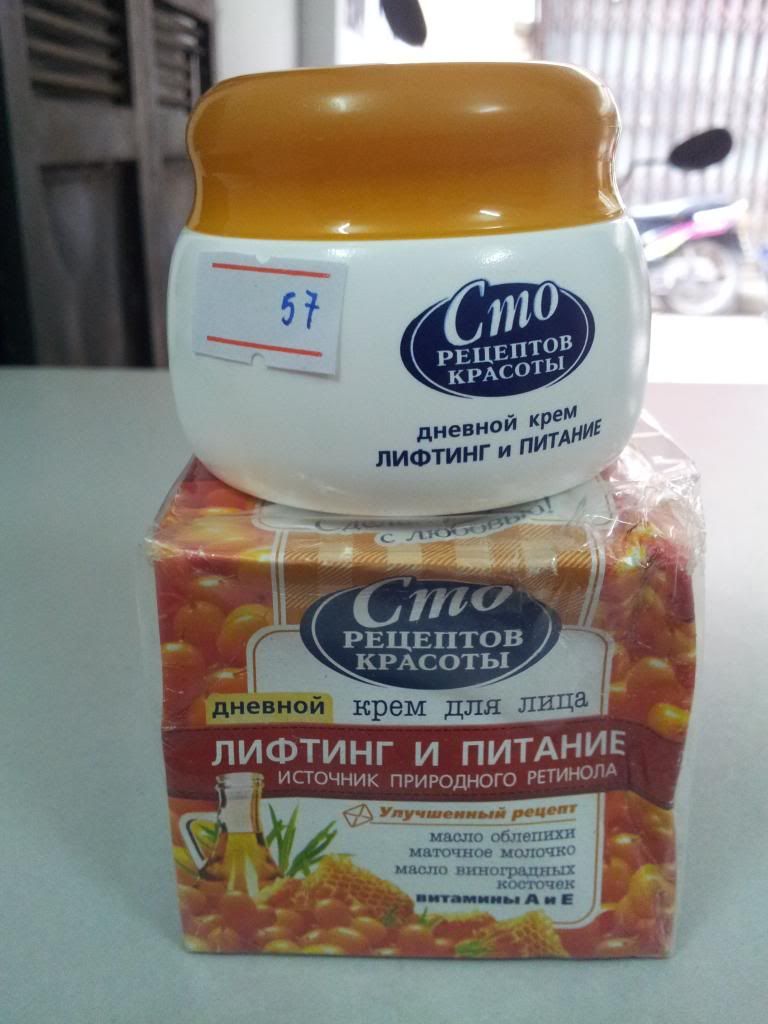 57
Сто
РЕЦЕПТОВ
КРАСОТЫ
дневной крем
ЛИФТИНГ и ПИТАНИЕ
с любовью!
Сто
РЕЦЕПТОВ
КРАСОТЫ
дневной крем для лица
ЛИФТИНГ И ПИТАНИЕ
ИСТОЧНИК ПРИРОДНОГО РЕТИНОЛА
Улучшенный рецепт
масло облепихи
маточное молочко
масло виноградных
косточек
витамины А и Е